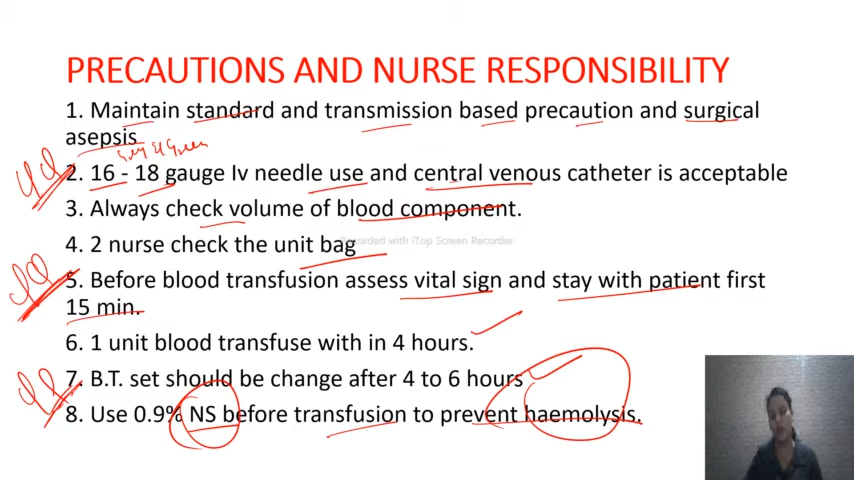 PRECAUTIONS AND NURSE RESPONSIBILITY
1. Maintain standard and transmission based precaution and surgical
asepsis
2. 16 - 18 gauge Iv needle use and central venous catheter is acceptable
3. Always check volume of blood component.
4. 2 nurse check the unit bag
Recorded with iTop Screen Recorder
5. Before blood transfusion assess vital sign and stay with patient first
15 min.
6. 1 unit blood transfuse with in 4 hours.
7. B.T. set should be change after 4 to 6 hours
8. Use 0.9% NS before transfusion to prevent haemolysis.